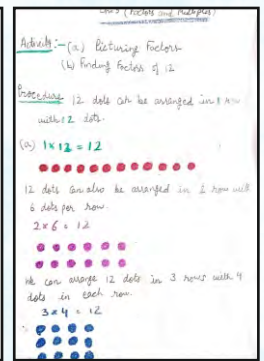 (Factors and Multiples)
Activity :- (a) Picturing Factors
(b) Finding Factors of 12
Procedure 12 dots can be arranged in 1 row
with 12 dots.
(a) 1×12 = 12
12 dots can also be arranged in 2 rows with
6 dots per row.
2×6 = 12
We can arrange 12 dots in 3 rows with 4
dots in each row.
3×4 = 12